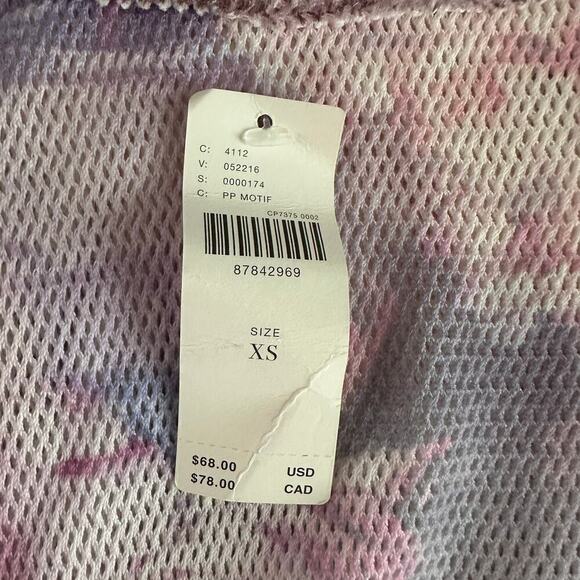 C: 4112
V: 052216
S: 0000174
C: PP MOTIF
CP7375 0002
87842969
SIZE
XS
$68.00 USD
$78.00 CAD